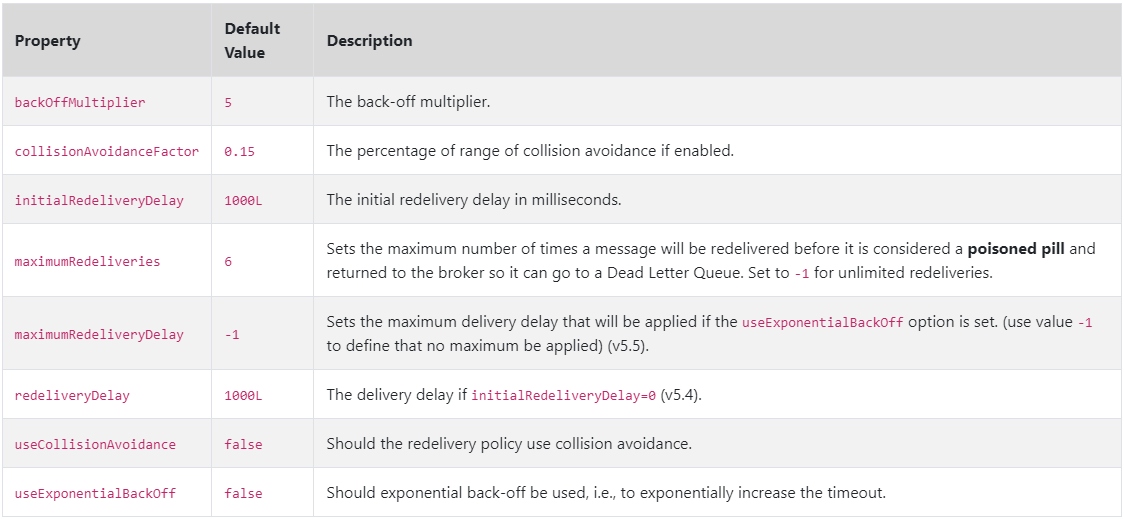 Property
Default
Value
Description
backOffMultiplier
5
The back-off multiplier.
collisionAvoidanceFactor
0.15
The percentage of range of collision avoidance if enabled.
initialRedeliveryDelay
1000L
The initial redelivery delay in milliseconds.
maximumRedeliveries
6
Sets the maximum number of times a message will be redelivered before it is considered a poisoned pill and
returned to the broker so it can go to a Dead Letter Queue. Set to -1 for unlimited redeliveries.
maximumRedeliveryDelay
-1
Sets the maximum delivery delay that will be applied if the useExponentialBackOff option is set. (use value -1
to define that no maximum be applied) (v5.5).
redeliveryDelay
1000L
The delivery delay if initialRedeliveryDelay=0 (v5.4).
useCollisionAvoidance
false
Should the redelivery policy use collision avoidance.
useExponentialBackOff
false
Should exponential back-off be used, i.e., to exponentially increase the timeout.